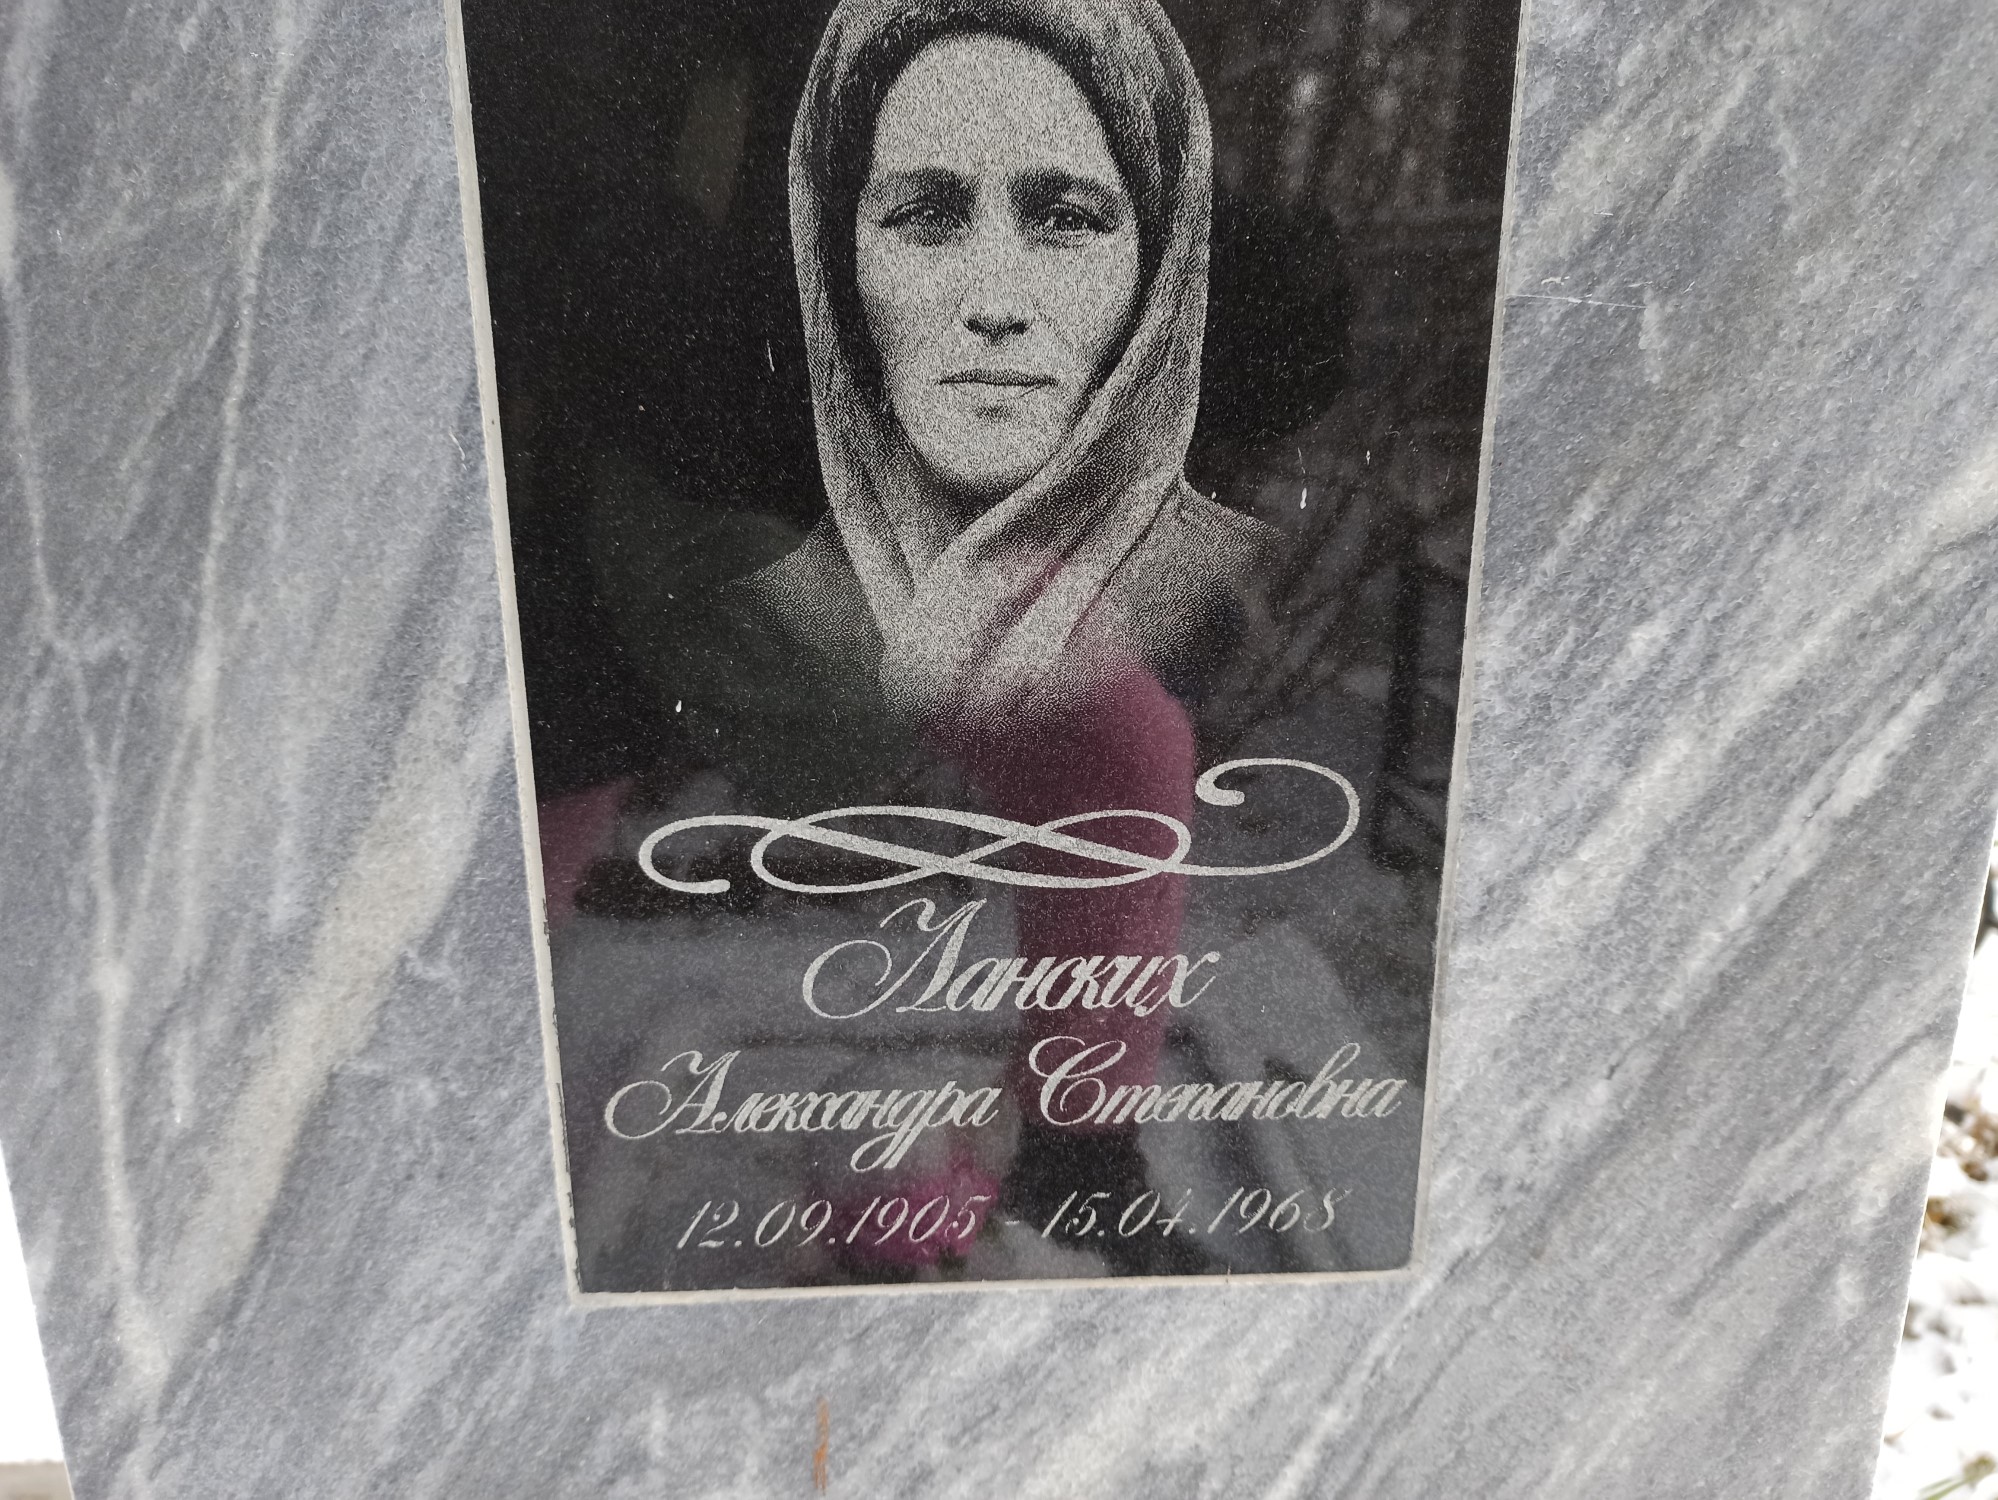 Ланских
Александра Степановна
12.09.1905 - 15.04.1968